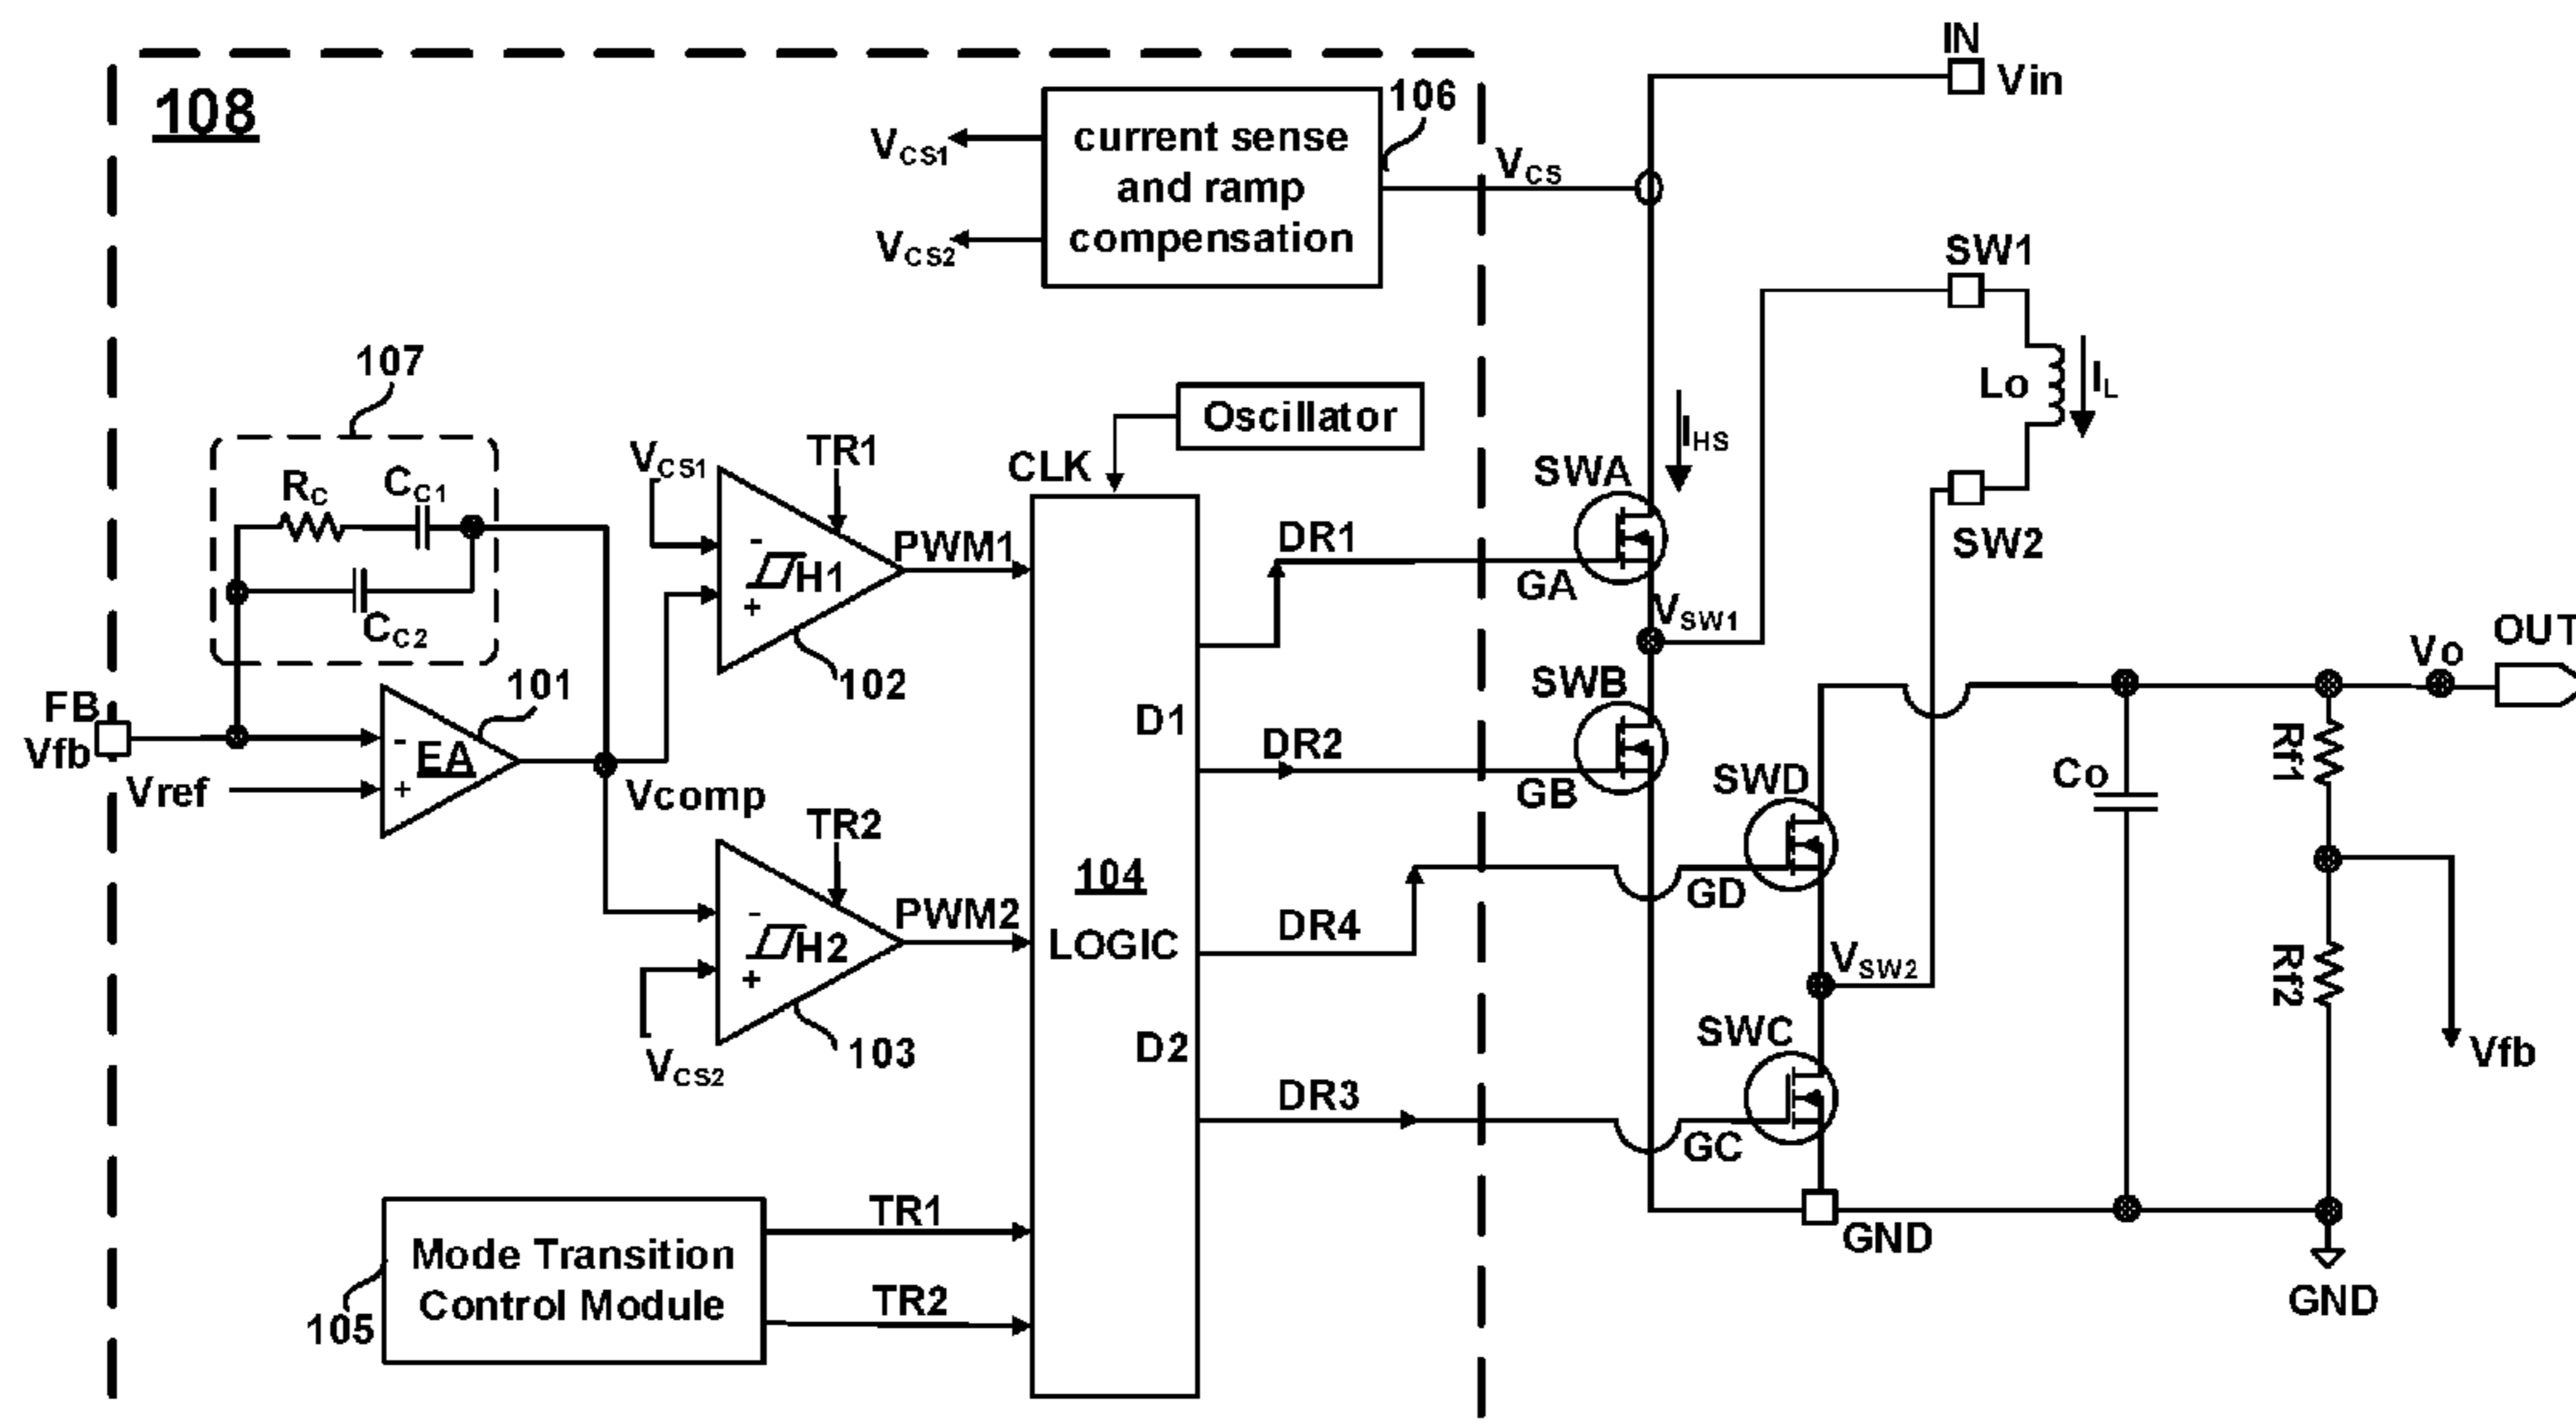 IN
Vin
108
106
current sense
and ramp
compensation
VCS1
VCS2
VCS
SW1
107
Lo
IL
Oscillator
IHS
VCS1
TR1
CLK
SWA
RC
CC1
SW2
PWM1
DR1
- H1
+
GA
VSW1
CC2
OUT
Vo
102
SWB
101
FB
Vfb
- EA
+
Vref
Vcomp
D1
DR2
GB
SWD
Co
Rf1
TR2
104
LOGIC
PWM2
- H2
+
DR4
GD
VSW2
Rf2
SWC
103
VCS2
D2
Vfb
DR3
GC
TR1
Mode Transition
Control Module
105
TR2
GND
GND